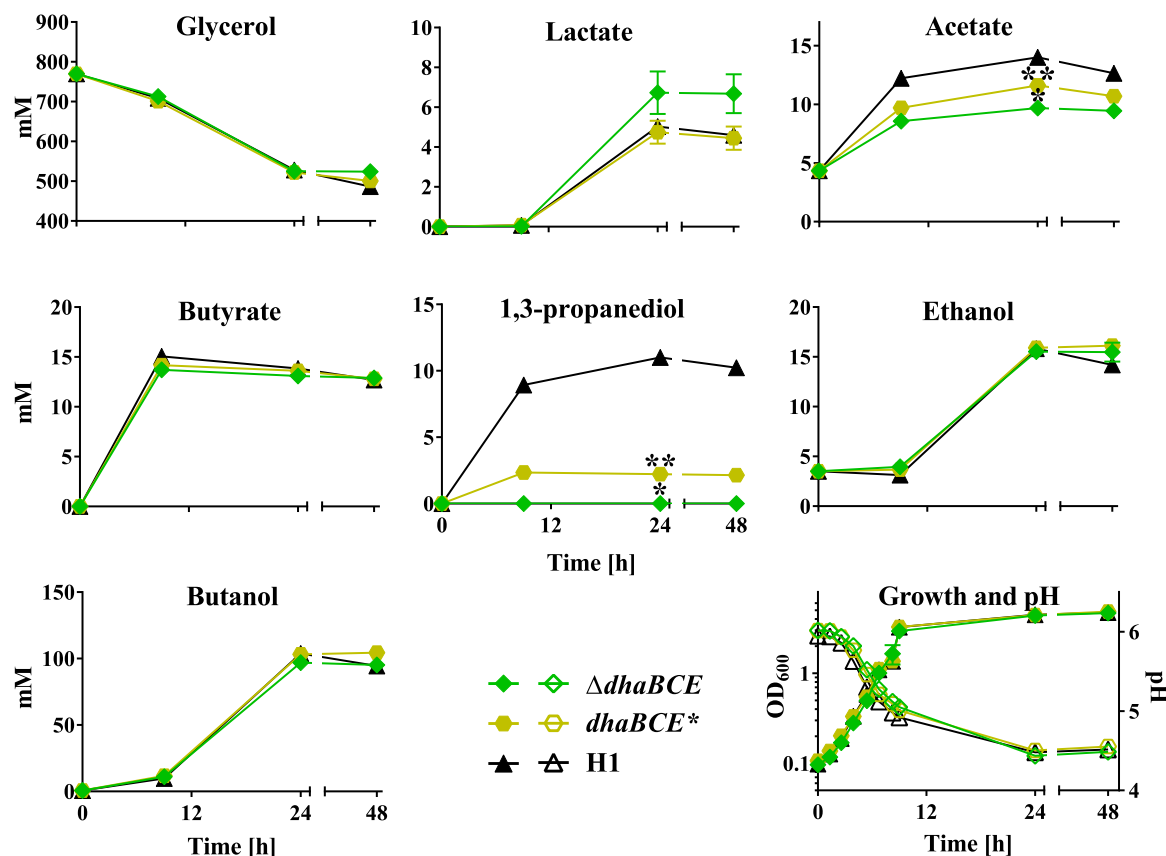 Glycerol
900
800
700
600
500
400
mM
Lactate
10
8
6
4
2
0
Acetate
15
10
5
0
**
*
Butyrate
20
15
10
5
0
mM
1,3-propanediol
15
10
5
0
**
*
0 12 24 48
Time [h]
Ethanol
20
15
10
5
0
Butanol
150
100
50
0
mM
0 12 24 48
Time [h]
ΔdhaBCE
dhaBCE*
H1
Growth and pH
OD600
1
0.1
6
5
4
pH
0 12 24 48
Time [h]